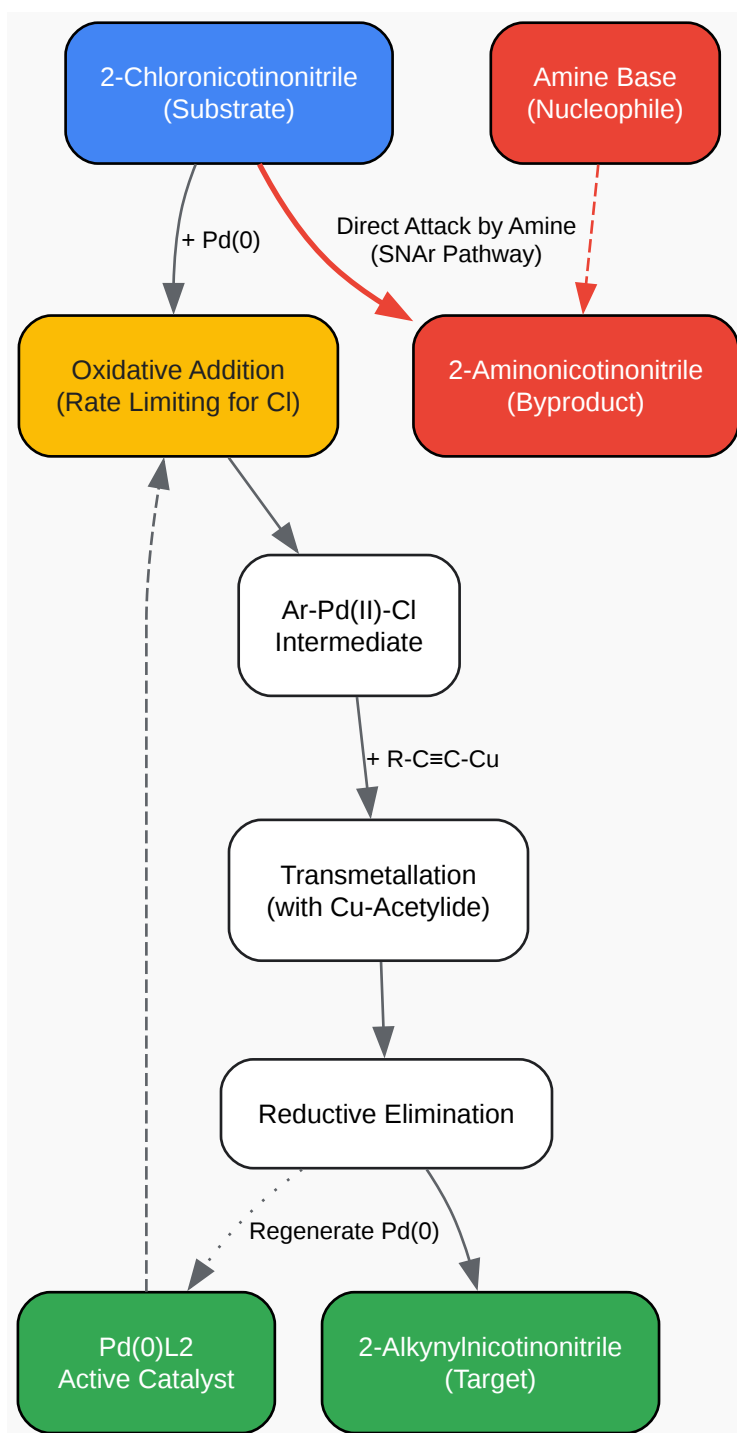 2-Chloronicotinonitrile
(Substrate)
Amine Base
(Nucleophile)
+ Pd(0)
Direct Attack by Amine
(SNAr Pathway)
Oxidative Addition
(Rate Limiting for Cl)
2-Aminonicotinonitrile
(Byproduct)
Ar-Pd(II)-Cl
Intermediate
+ R-C≡C-Cu
Transmetallation
(with Cu-Acetylide)
Reductive Elimination
Regenerate Pd(0)
Pd(0)L2
Active Catalyst
2-Alkynylnicotinonitrile
(Target)